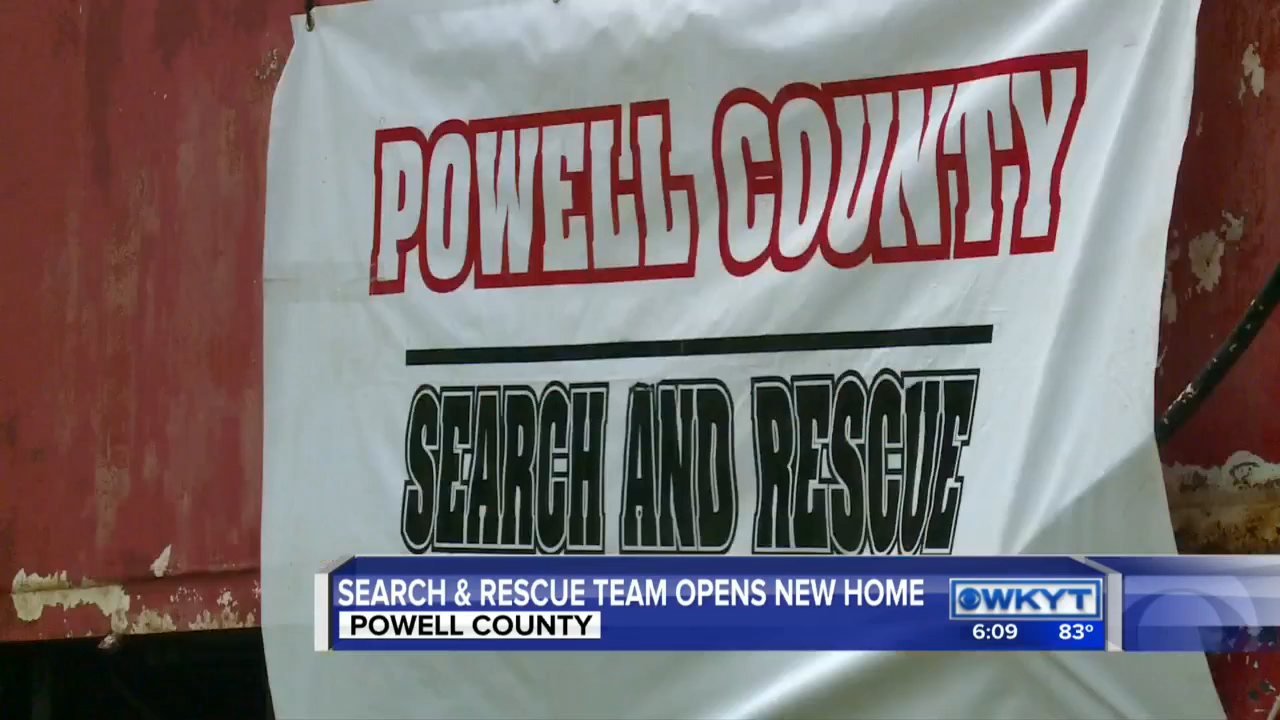 POWELL COUNTY
SEARCH AND RESCUE
SEARCH & RESCUE TEAM OPENS NEW HOME
POWELL COUNTY
WKYT
6:09 83°